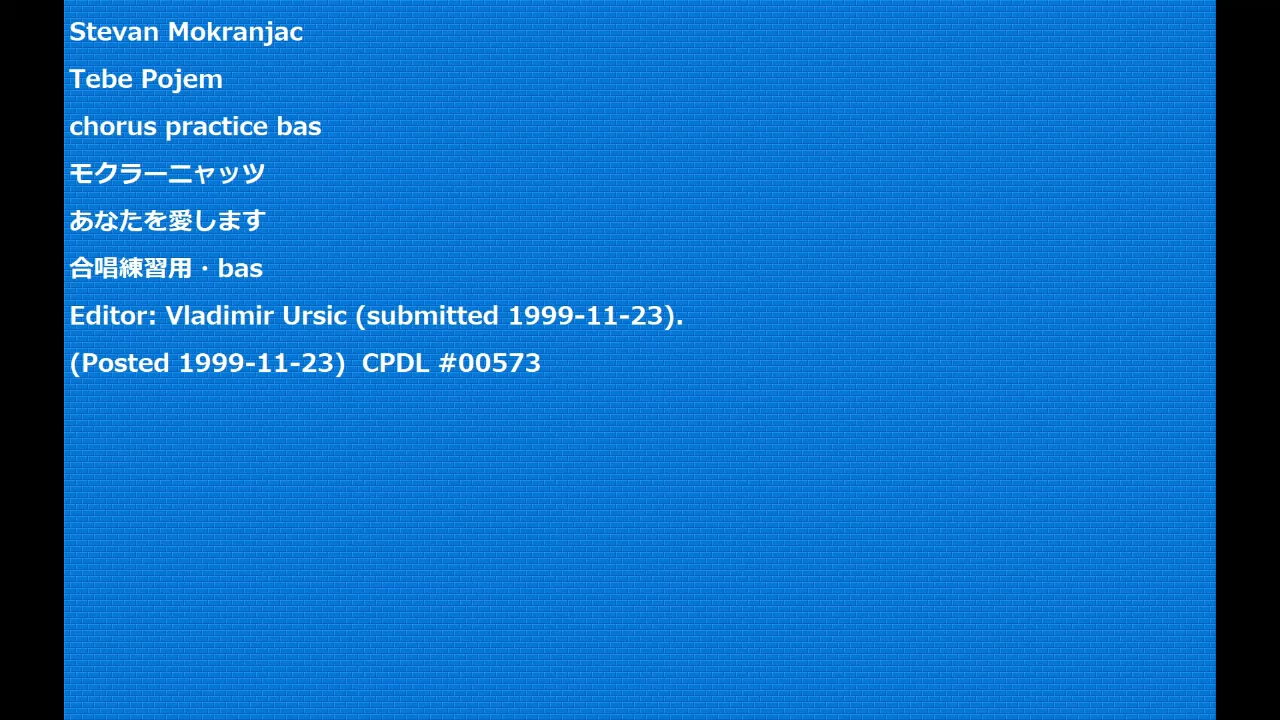 Stevan Mokranjac
Tebe Pojem
chorus practice bas
モクラーニャッツ
あなたを愛します
合唱練習用・bas
Editor: Vladimir Ursic (submitted 1999-11-23).
(Posted 1999-11-23)  CPDL #00573